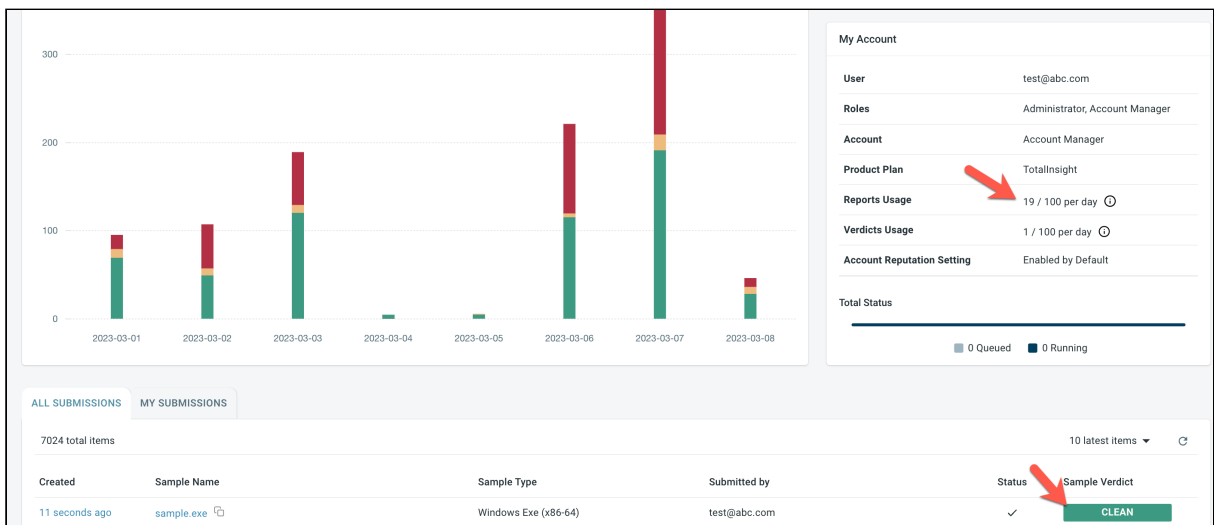 300
200
100
0
2023-03-01 2023-03-02 2023-03-03 2023-03-04 2023-03-05 2023-03-06 2023-03-07 2023-03-08
My Account
User test@abc.com
Roles Administrator, Account Manager
Account Account Manager
Product Plan TotalInsight
Reports Usage 19 / 100 per day
Verdicts Usage 1 / 100 per day
Account Reputation Setting Enabled by Default
Total Status
0 Queued 0 Running
ALL SUBMISSIONS MY SUBMISSIONS
7024 total items 10 latest items
Created Sample Name Sample Type Submitted by Status Sample Verdict
11 seconds ago sample.exe Windows Exe (x86-64) test@abc.com CLEAN